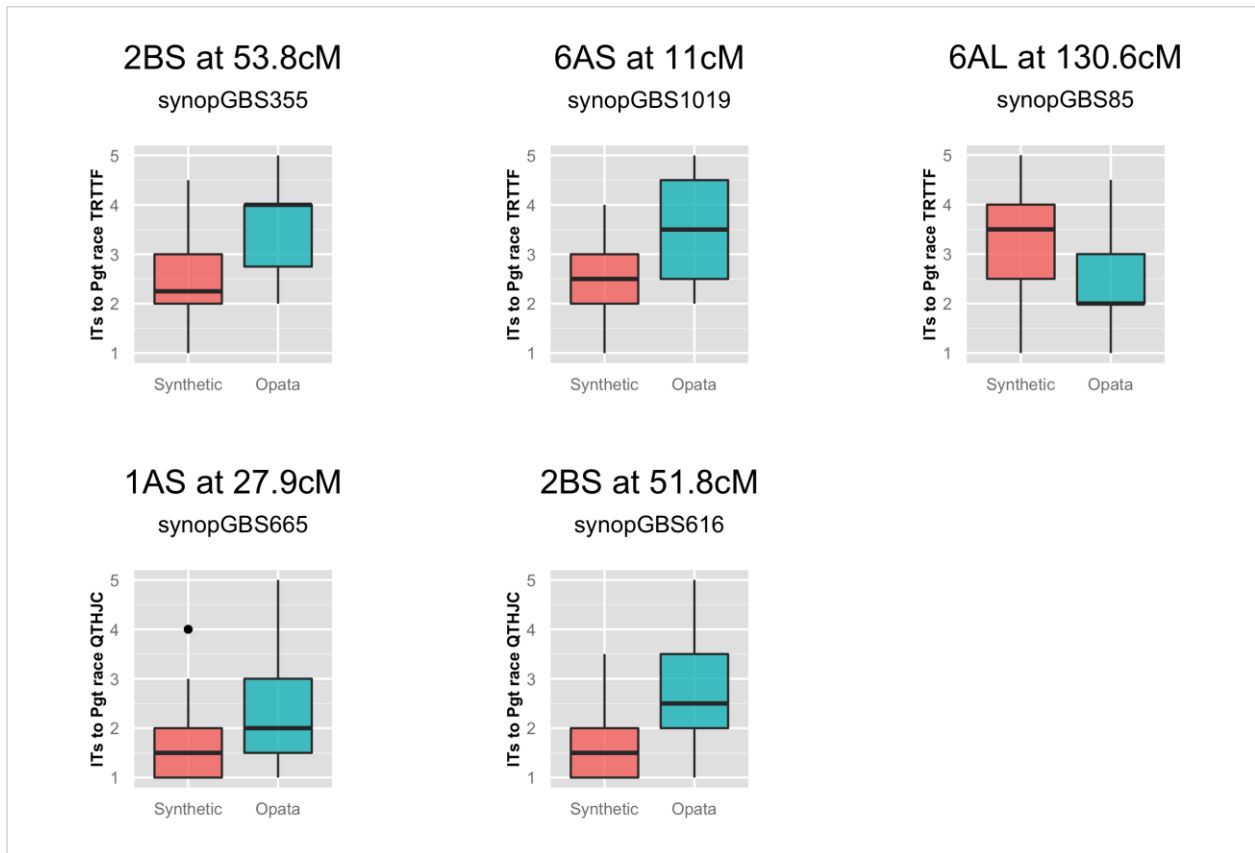 2BS at 53.8cM
synopGBS355
ITs to Pgt race TRTTF
5
4
3
2
1
Synthetic Opata
6AS at 11cM
synopGBS1019
ITs to Pgt race TRTTF
5
4
3
2
1
Synthetic Opata
6AL at 130.6cM
synopGBS85
ITs to Pgt race TRTTF
5
4
3
2
1
Synthetic Opata
1AS at 27.9cM
synopGBS665
ITs to Pgt race QTHJC
5
4
3
2
1
Synthetic Opata
2BS at 51.8cM
synopGBS616
ITs to Pgt race QTHJC
5
4
3
2
1
Synthetic Opata